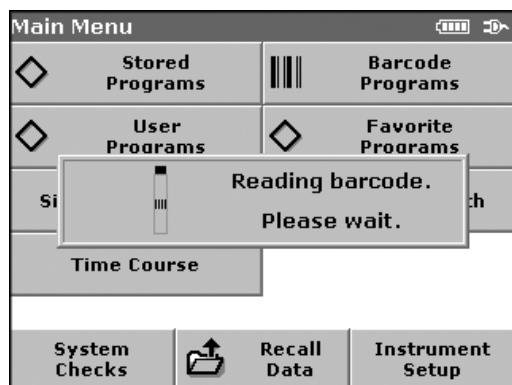 Main Menu
Stored
Programs
Barcode
Programs
User
Programs
Favorite
Programs
Reading barcode.
Please wait.
Time Course
System
Checks
Recall
Data
Instrument
Setup